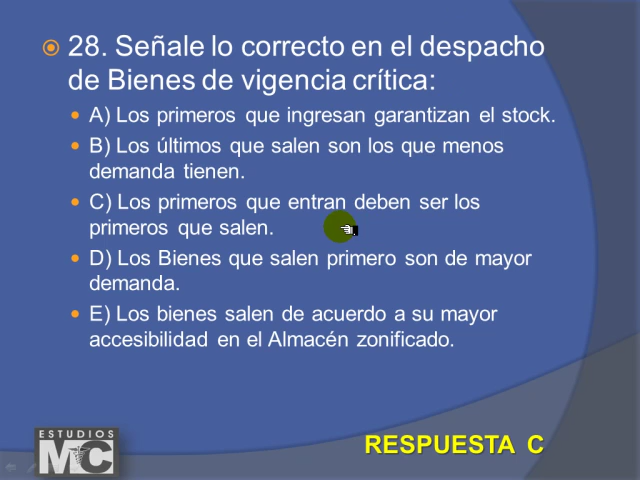 28. Señale lo correcto en el despacho
de Bienes de vigencia crítica:
A) Los primeros que ingresan garantizan el stock.
B) Los últimos que salen son los que menos
demanda tienen.
C) Los primeros que entran deben ser los
primeros que salen.
D) Los Bienes que salen primero son de mayor
demanda.
E) Los bienes salen de acuerdo a su mayor
accesibilidad en el Almacén zonificado.
ESTUDIOS
MC
RESPUESTA C